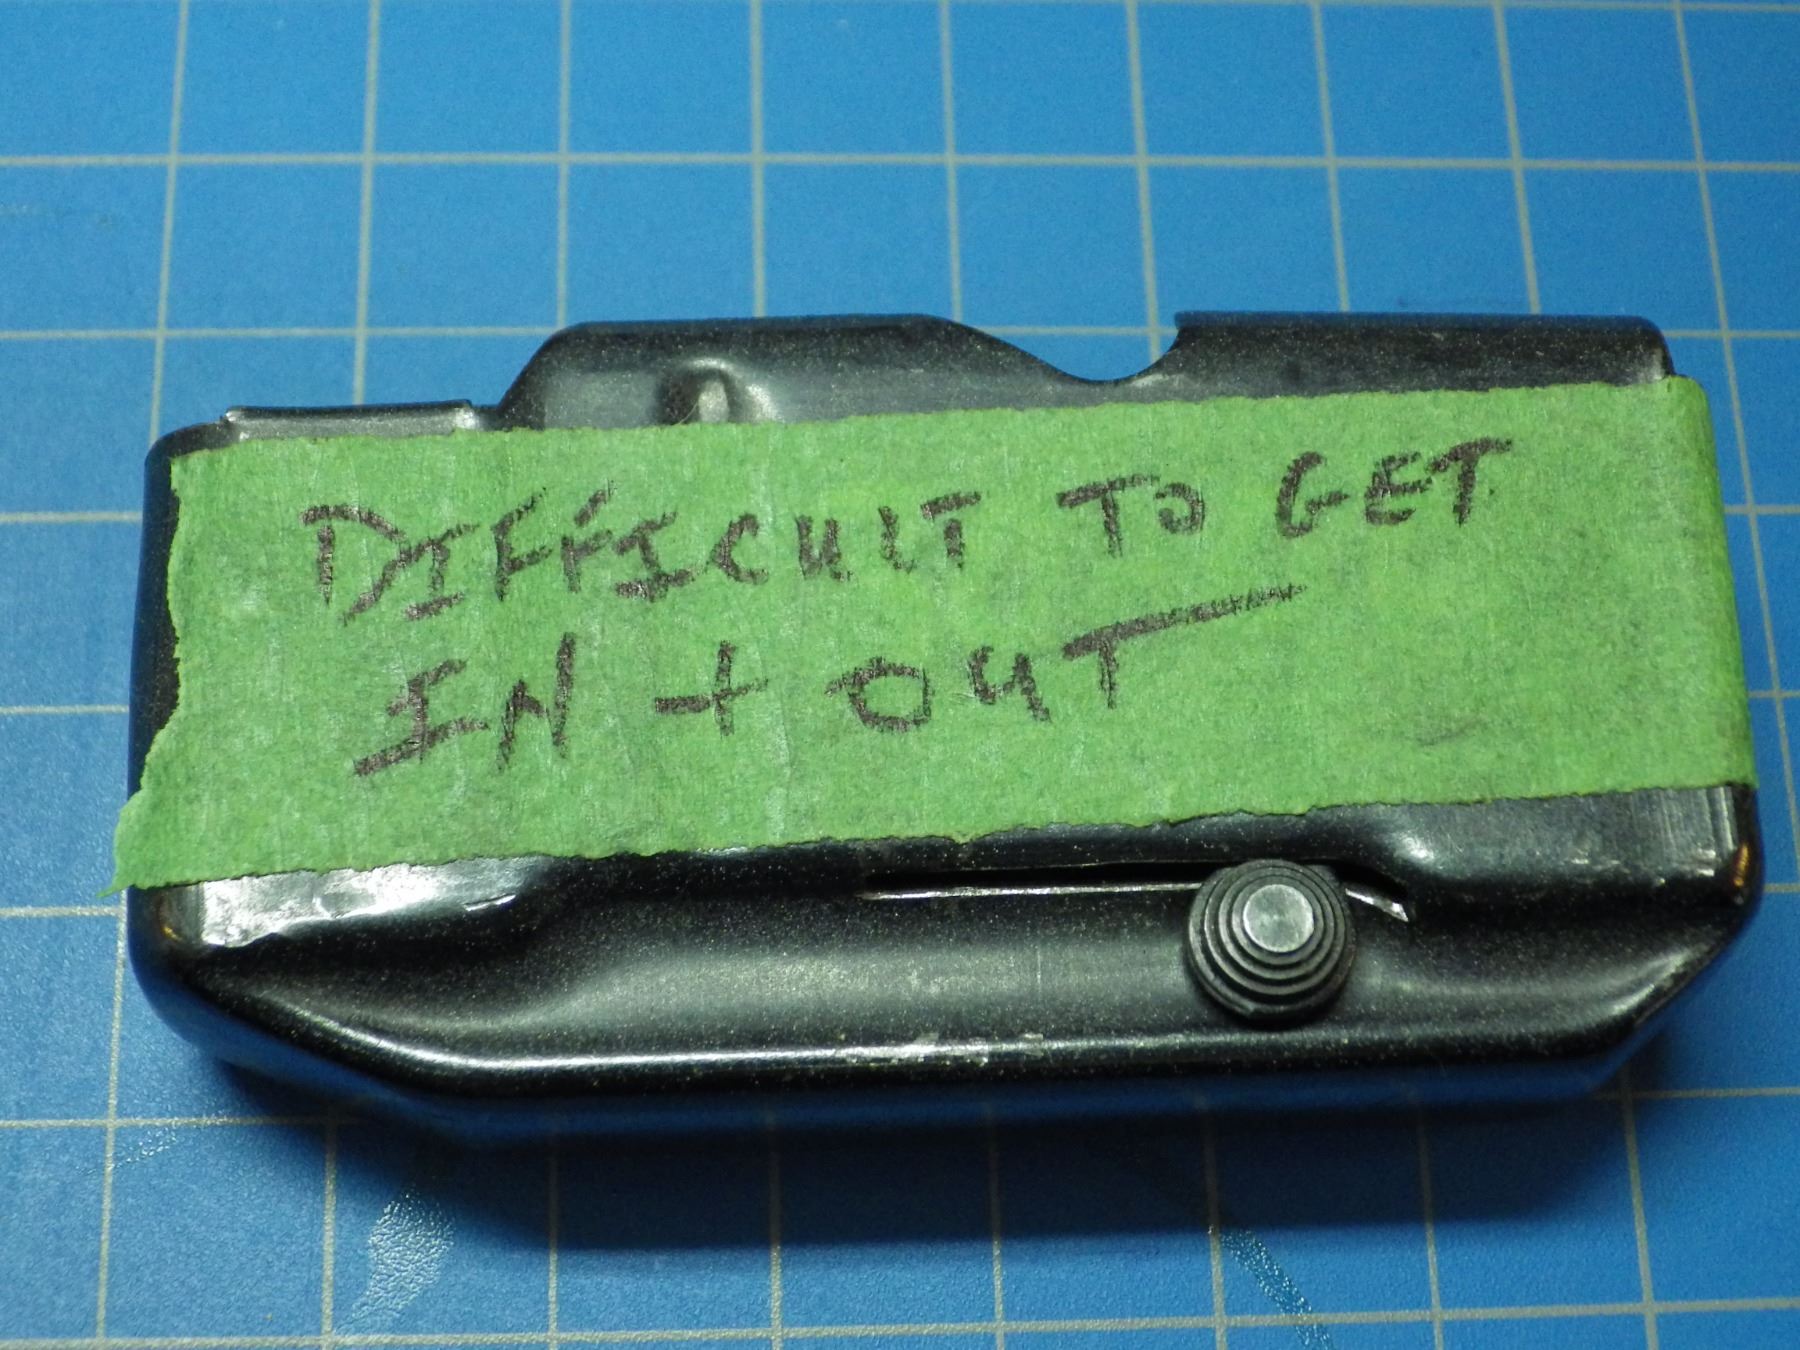 DIFFICULT TO GET
IN + OUT